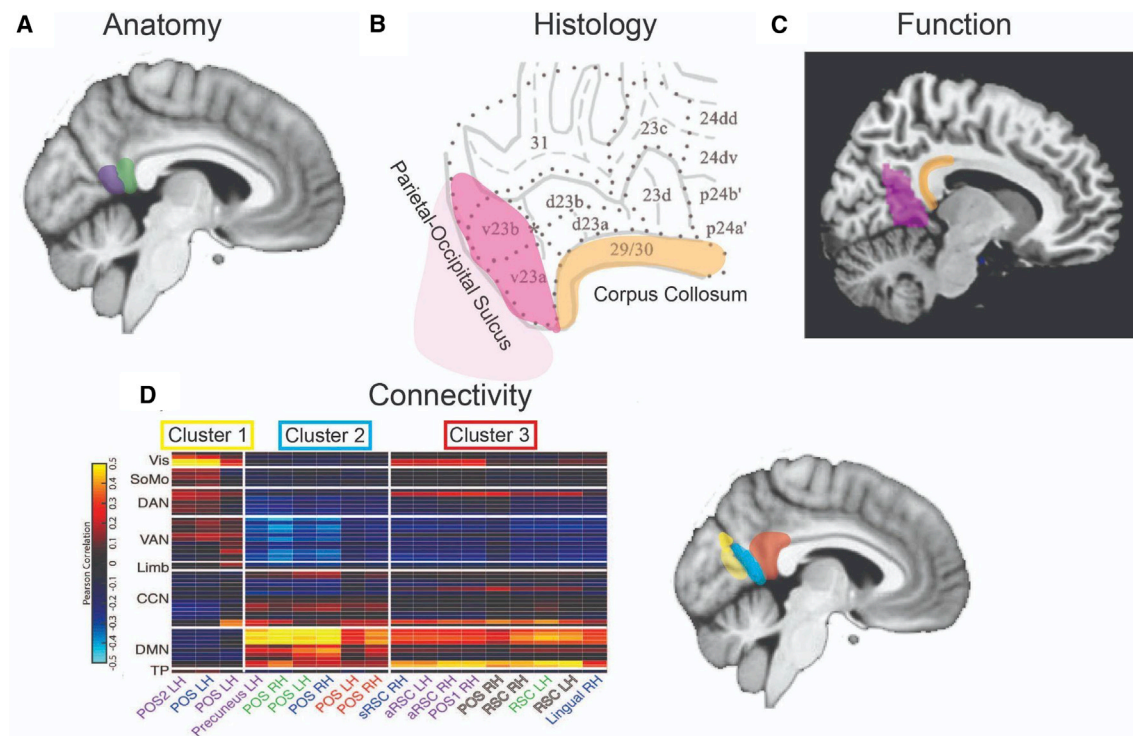 A
Anatomy
B
Histology
C
Function
31
23c
24dd
24dv
23d
p24b'
d23b
d23a
p24a'
v23b
*
29/30
v23a
Parietal-Occipital Sulcus
Corpus Collosum
D
Connectivity
Cluster 1
Cluster 2
Cluster 3
Vis
SoMo
DAN
VAN
Limb
CCN
DMN
TP
Pearson Correlation
0.5
0.4
0.3
0.2
0.1
0
-0.1
-0.2
-0.3
-0.4
-0.5
POS2 LH
POS LH
POS LH
Precuneus LH
POS RH
POS LH
POS RH
POS LH
POS RH
sRSC RH
aRSC LH
aRSC RH
POS1 RH
POS RH
RSC RH
RSC LH
RSC LH
Lingual RH